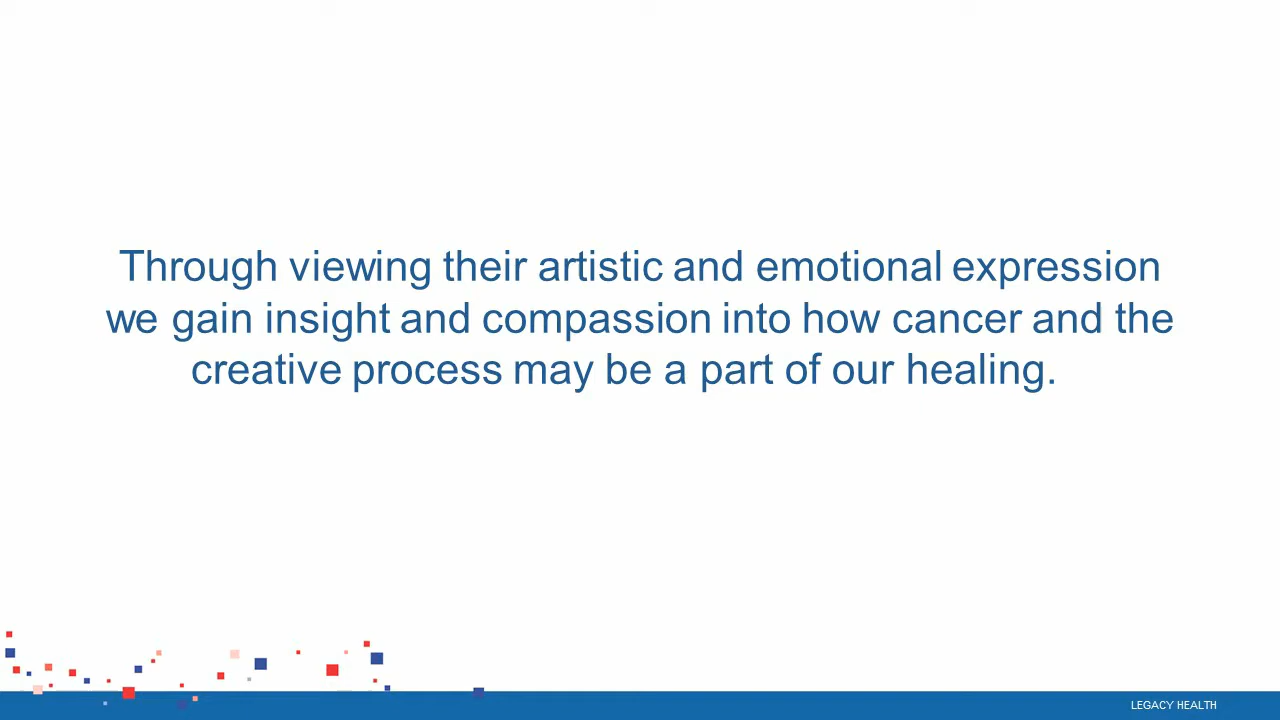 Through viewing their artistic and emotional expression
we gain insight and compassion into how cancer and the
creative process may be a part of our healing.
LEGACY HEALTH